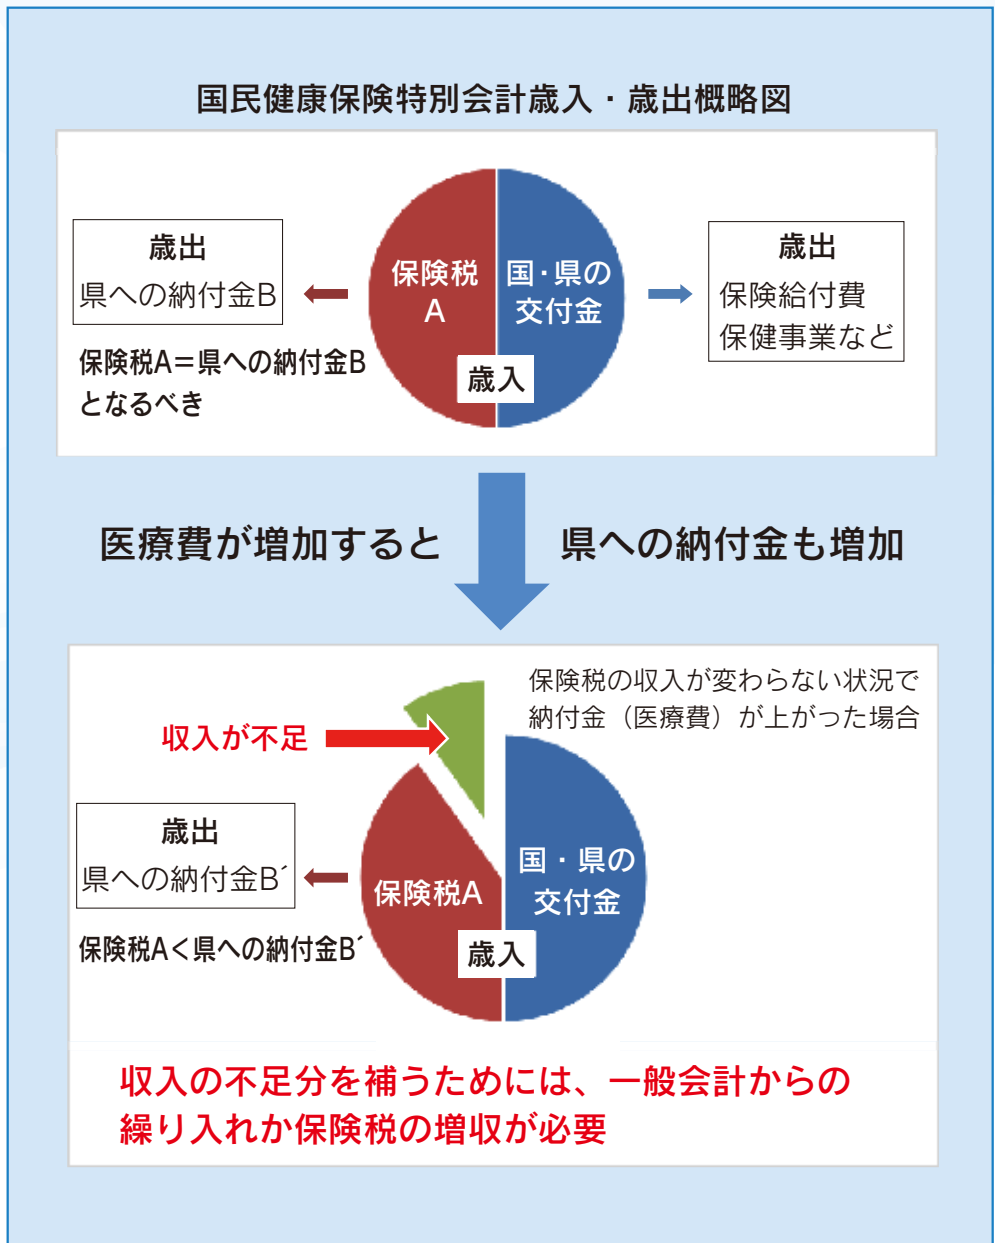 国民健康保険特別会計歳入・歳出概略図
歳出
県への納付金B
保険税A＝県への納付金B
となるべき
保険税
A
国・県の
交付金
歳入
歳出
保険給付費
保健事業など
医療費が増加すると
県への納付金も増加
保険税の収入が変わらない状況で
納付金（医療費）が上がった場合
収入が不足
歳出
県への納付金B´
保険税A＜県への納付金B´
保険税A
国・県の
交付金
歳入
収入の不足分を補うためには、一般会計からの
繰り入れか保険税の増収が必要